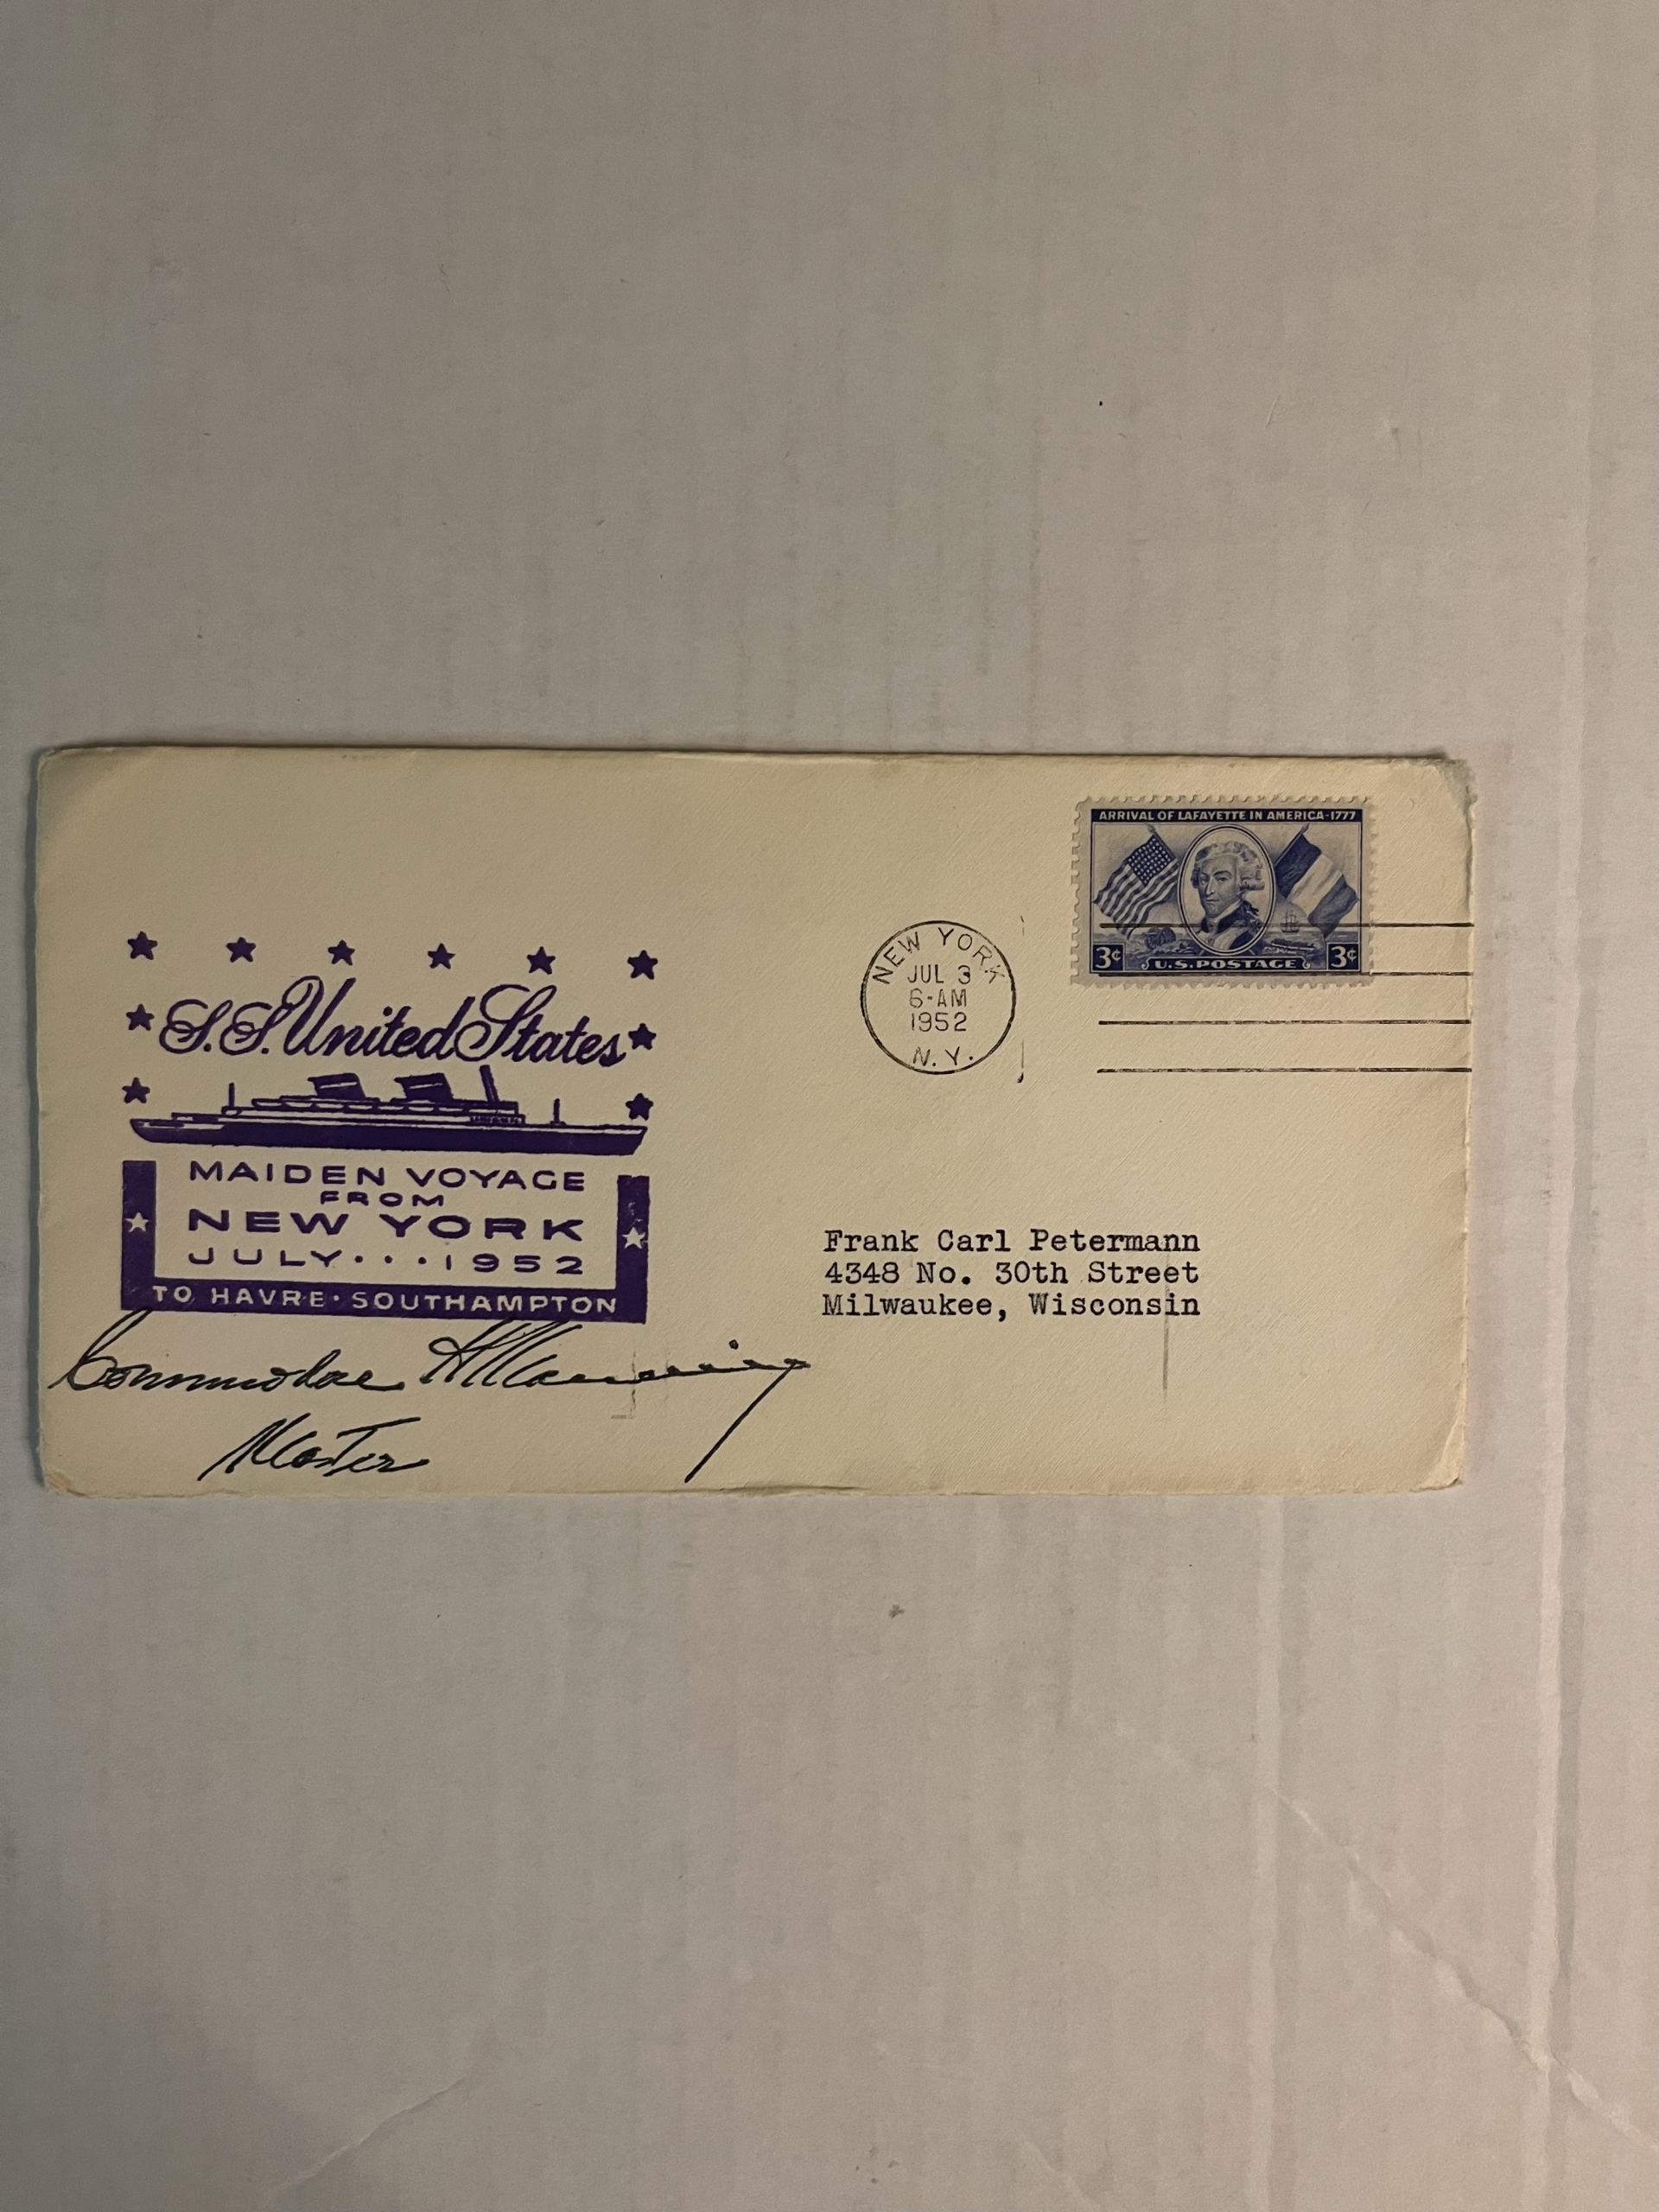 ARRIVAL OF LAFAYETTE IN AMERICA-1777
3¢ U.S. POSTAGE 3¢
NEW YORK
JUL 3
6-AM
1952
N.Y.
S.S. United States
MAIDEN VOYAGE
FROM
NEW YORK
JULY...1952
TO HAVRE · SOUTHAMPTON
Frank Carl Petermann
4348 No. 30th Street
Milwaukee, Wisconsin
Commodore HManning
Master